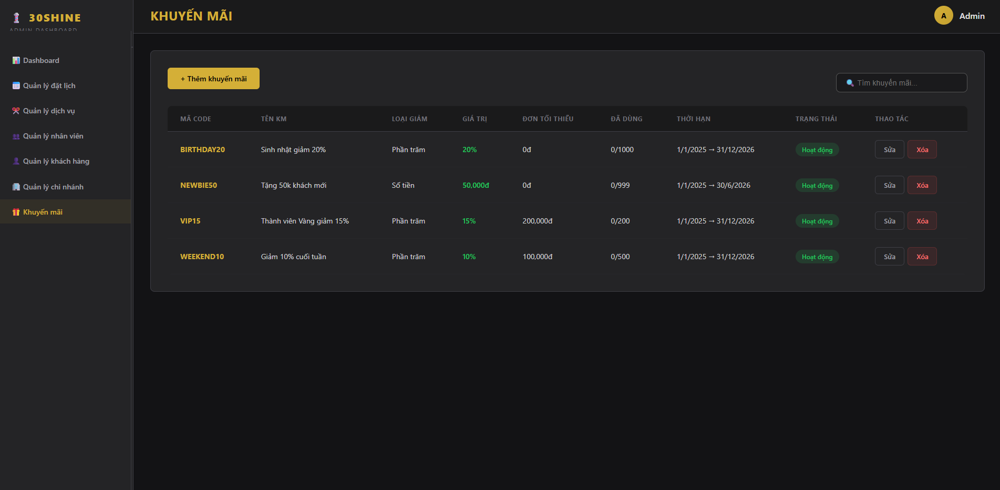 30SHINE
ADMIN DASHBOARD
Dashboard
Quản lý đặt lịch
Quản lý dịch vụ
Quản lý nhân viên
Quản lý khách hàng
Quản lý chi nhánh
Khuyến mãi
KHUYẾN MÃI
A Admin
+ Thêm khuyến mãi
Tìm khuyến mãi...
MÃ CODE TÊN KM LOẠI GIẢM GIÁ TRỊ ĐƠN TỐI THIỂU ĐÃ DÙNG THỜI HẠN TRẠNG THÁI THAO TÁC
BIRTHDAY20 Sinh nhật giảm 20% Phần trăm 20% 0đ 0/1000 1/1/2025 → 31/12/2026 Hoạt động Sửa Xóa
NEWBIE50 Tặng 50k khách mới Số tiền 50,000đ 0đ 0/999 1/1/2025 → 30/6/2026 Hoạt động Sửa Xóa
VIP15 Thành viên Vàng giảm 15% Phần trăm 15% 200,000đ 0/200 1/1/2025 → 31/12/2026 Hoạt động Sửa Xóa
WEEKEND10 Giảm 10% cuối tuần Phần trăm 10% 100,000đ 0/500 1/1/2025 → 31/12/2026 Hoạt động Sửa Xóa